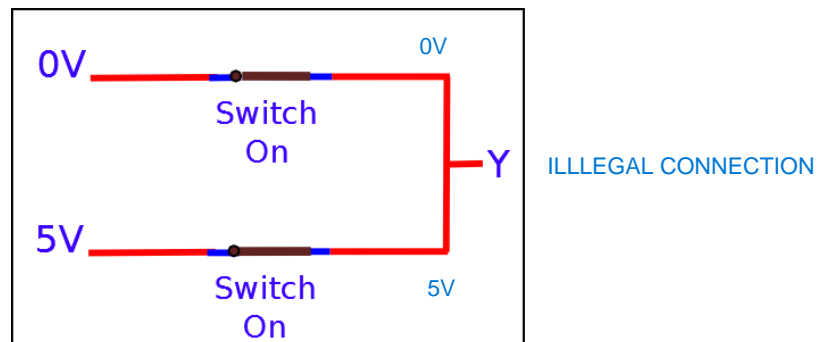 0V
0V
Switch
On
Y
ILLLEGAL CONNECTION
5V
5V
Switch
On